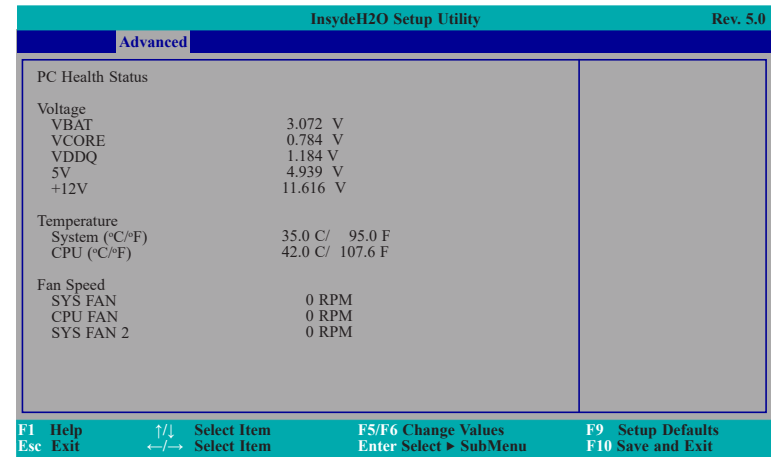 InsydeH2O Setup Utility Rev. 5.0
Advanced
PC Health Status
Voltage
VBAT 3.072 V
VCORE 0.784 V
VDDQ 1.184 V
5V 4.939 V
+12V 11.616 V
Temperature
System (°C/°F) 35.0 C/ 95.0 F
CPU (°C/°F) 42.0 C/ 107.6 F
Fan Speed
SYS FAN 0 RPM
CPU FAN 0 RPM
SYS FAN 2 0 RPM
F1 Help ↑/↓ Select Item F5/F6 Change Values F9 Setup Defaults
Esc Exit ←/→ Select Item Enter Select ▶ SubMenu F10 Save and Exit